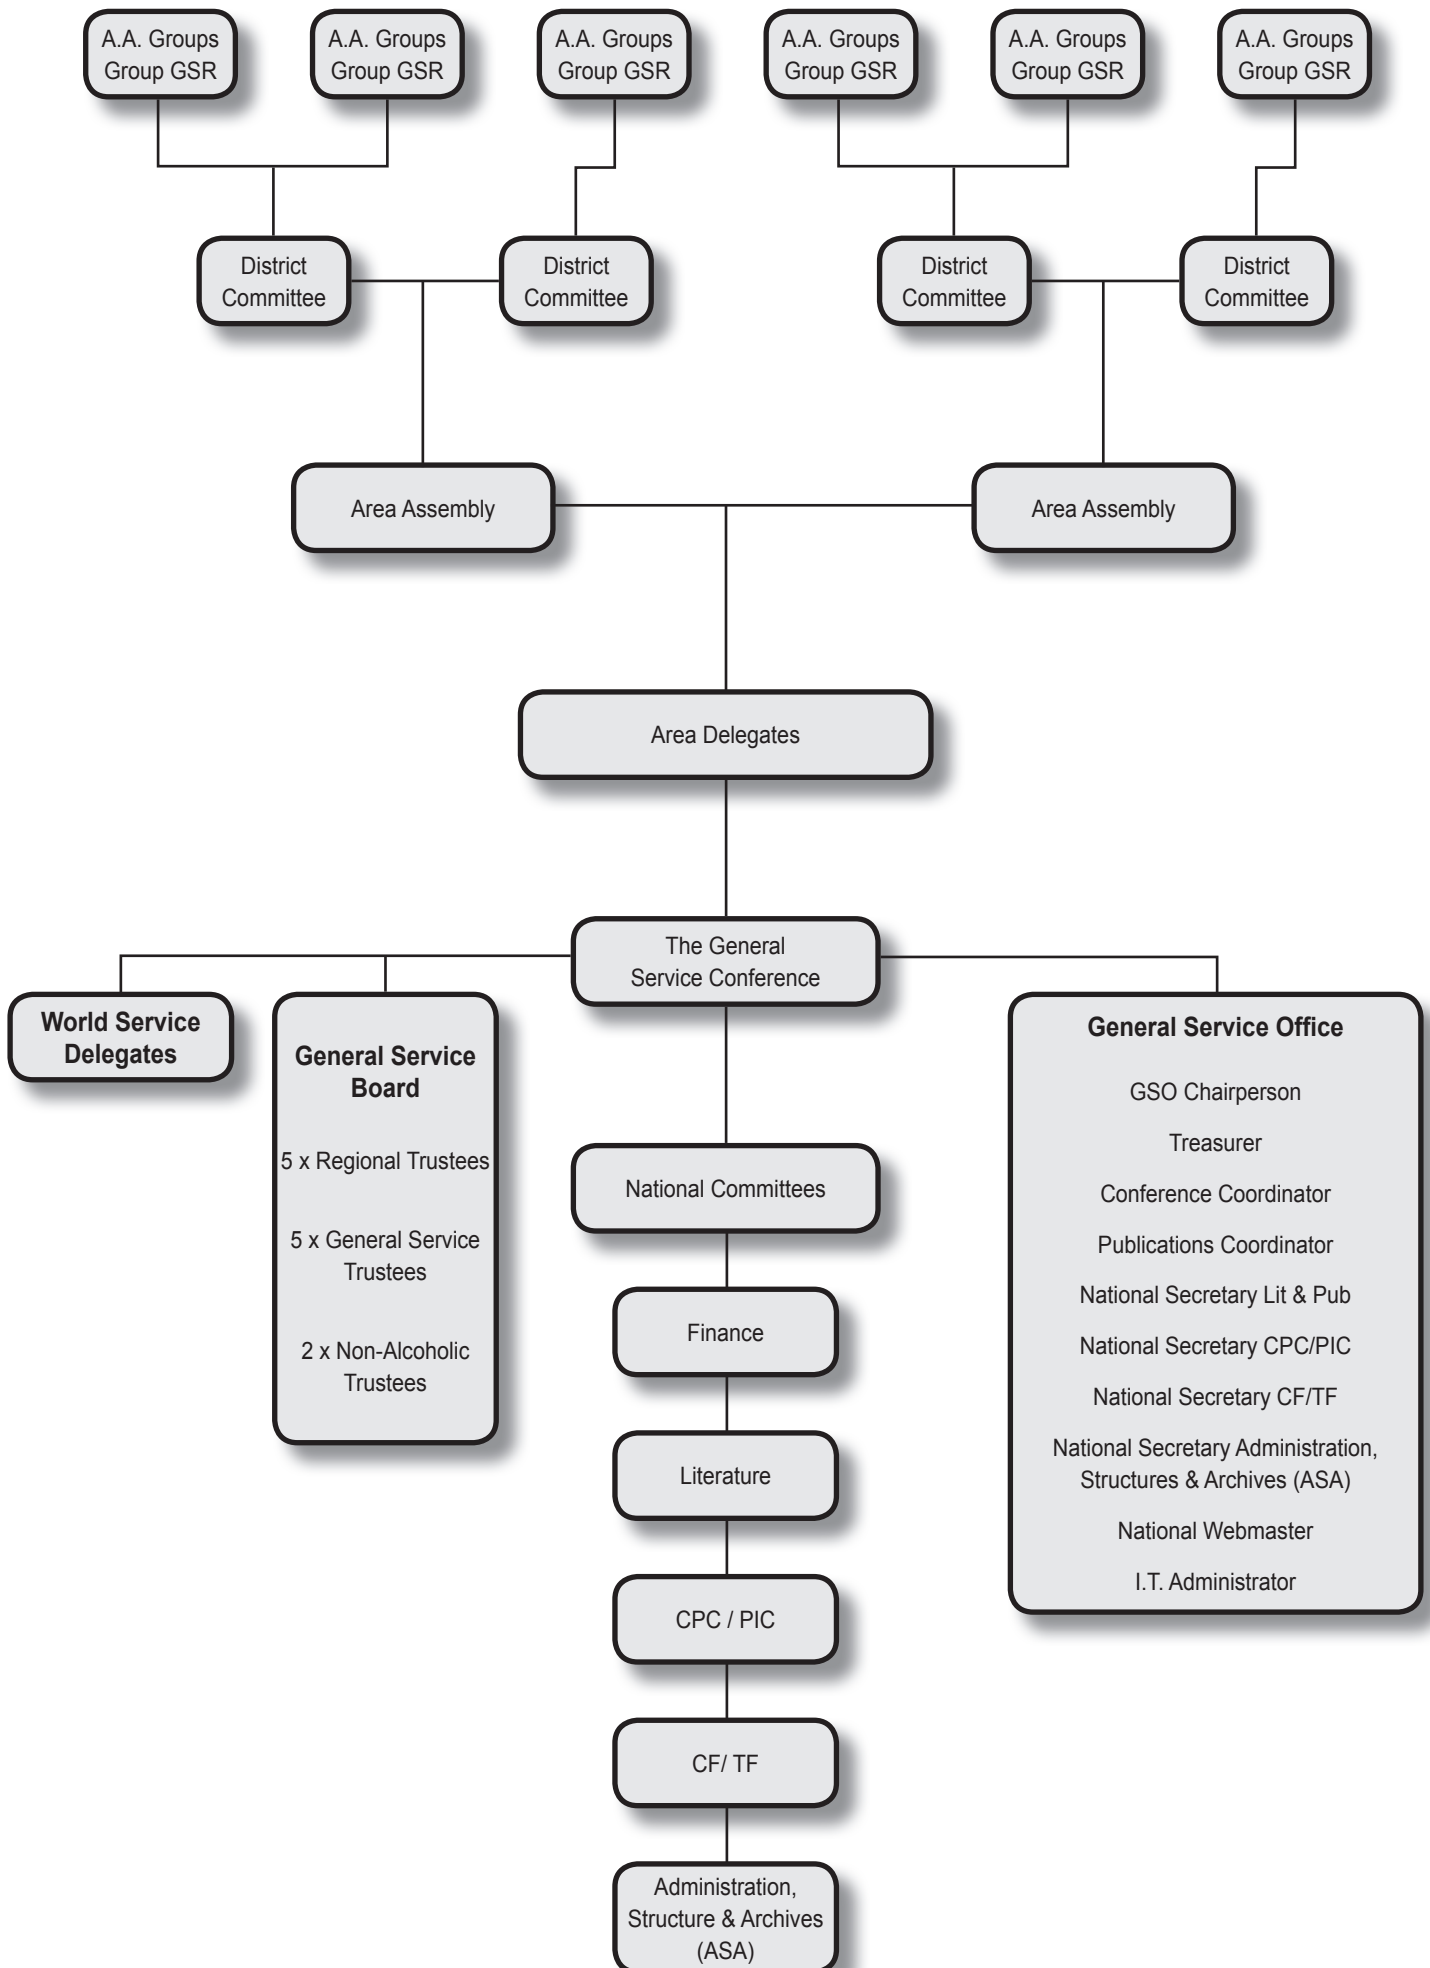 A.A. Groups
Group GSR
A.A. Groups
Group GSR
A.A. Groups
Group GSR
A.A. Groups
Group GSR
A.A. Groups
Group GSR
A.A. Groups
Group GSR
District
Committee
District
Committee
District
Committee
District
Committee
Area Assembly
Area Assembly
Area Delegates
The General
Service Conference
World Service
Delegates
General Service
Board
5 x Regional Trustees
5 x General Service
Trustees
2 x Non-Alcoholic
Trustees
National Committees
Finance
Literature
CPC / PIC
CF/ TF
Administration,
Structure & Archives
(ASA)
General Service Office
GSO Chairperson
Treasurer
Conference Coordinator
Publications Coordinator
National Secretary Lit & Pub
National Secretary CPC/PIC
National Secretary CF/TF
National Secretary Administration,
Structures & Archives (ASA)
National Webmaster
I.T. Administrator